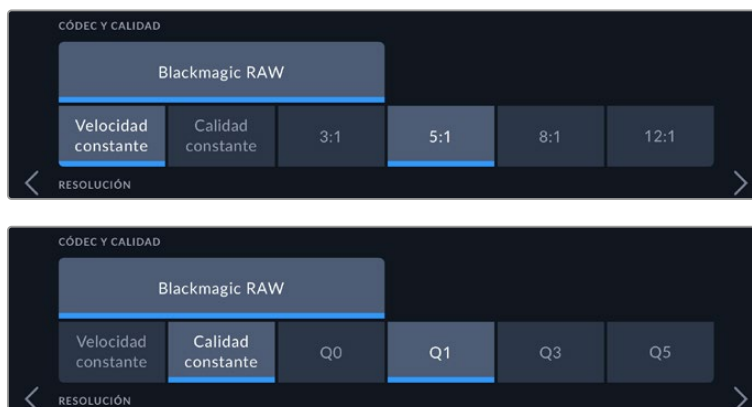 CÓDEC Y CALIDAD
Blackmagic RAW
Velocidad constante
Calidad constante
3:1
5:1
8:1
12:1
RESOLUCIÓN
CÓDEC Y CALIDAD
Blackmagic RAW
Velocidad constante
Calidad constante
Q0
Q1
Q3
Q5
RESOLUCIÓN